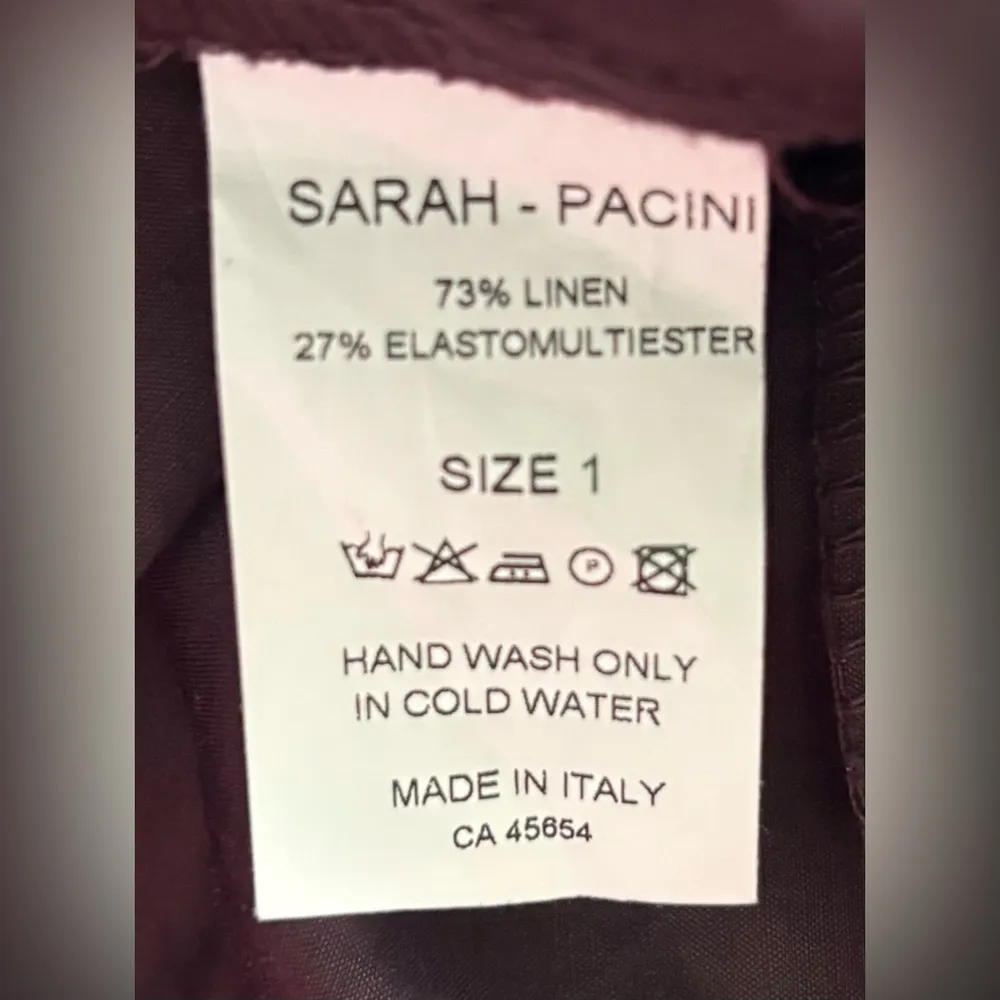 SARAH - PACINI
73% LINEN
27% ELASTOMULTIESTER
SIZE 1
P
HAND WASH ONLY
IN COLD WATER
MADE IN ITALY
CA 45654